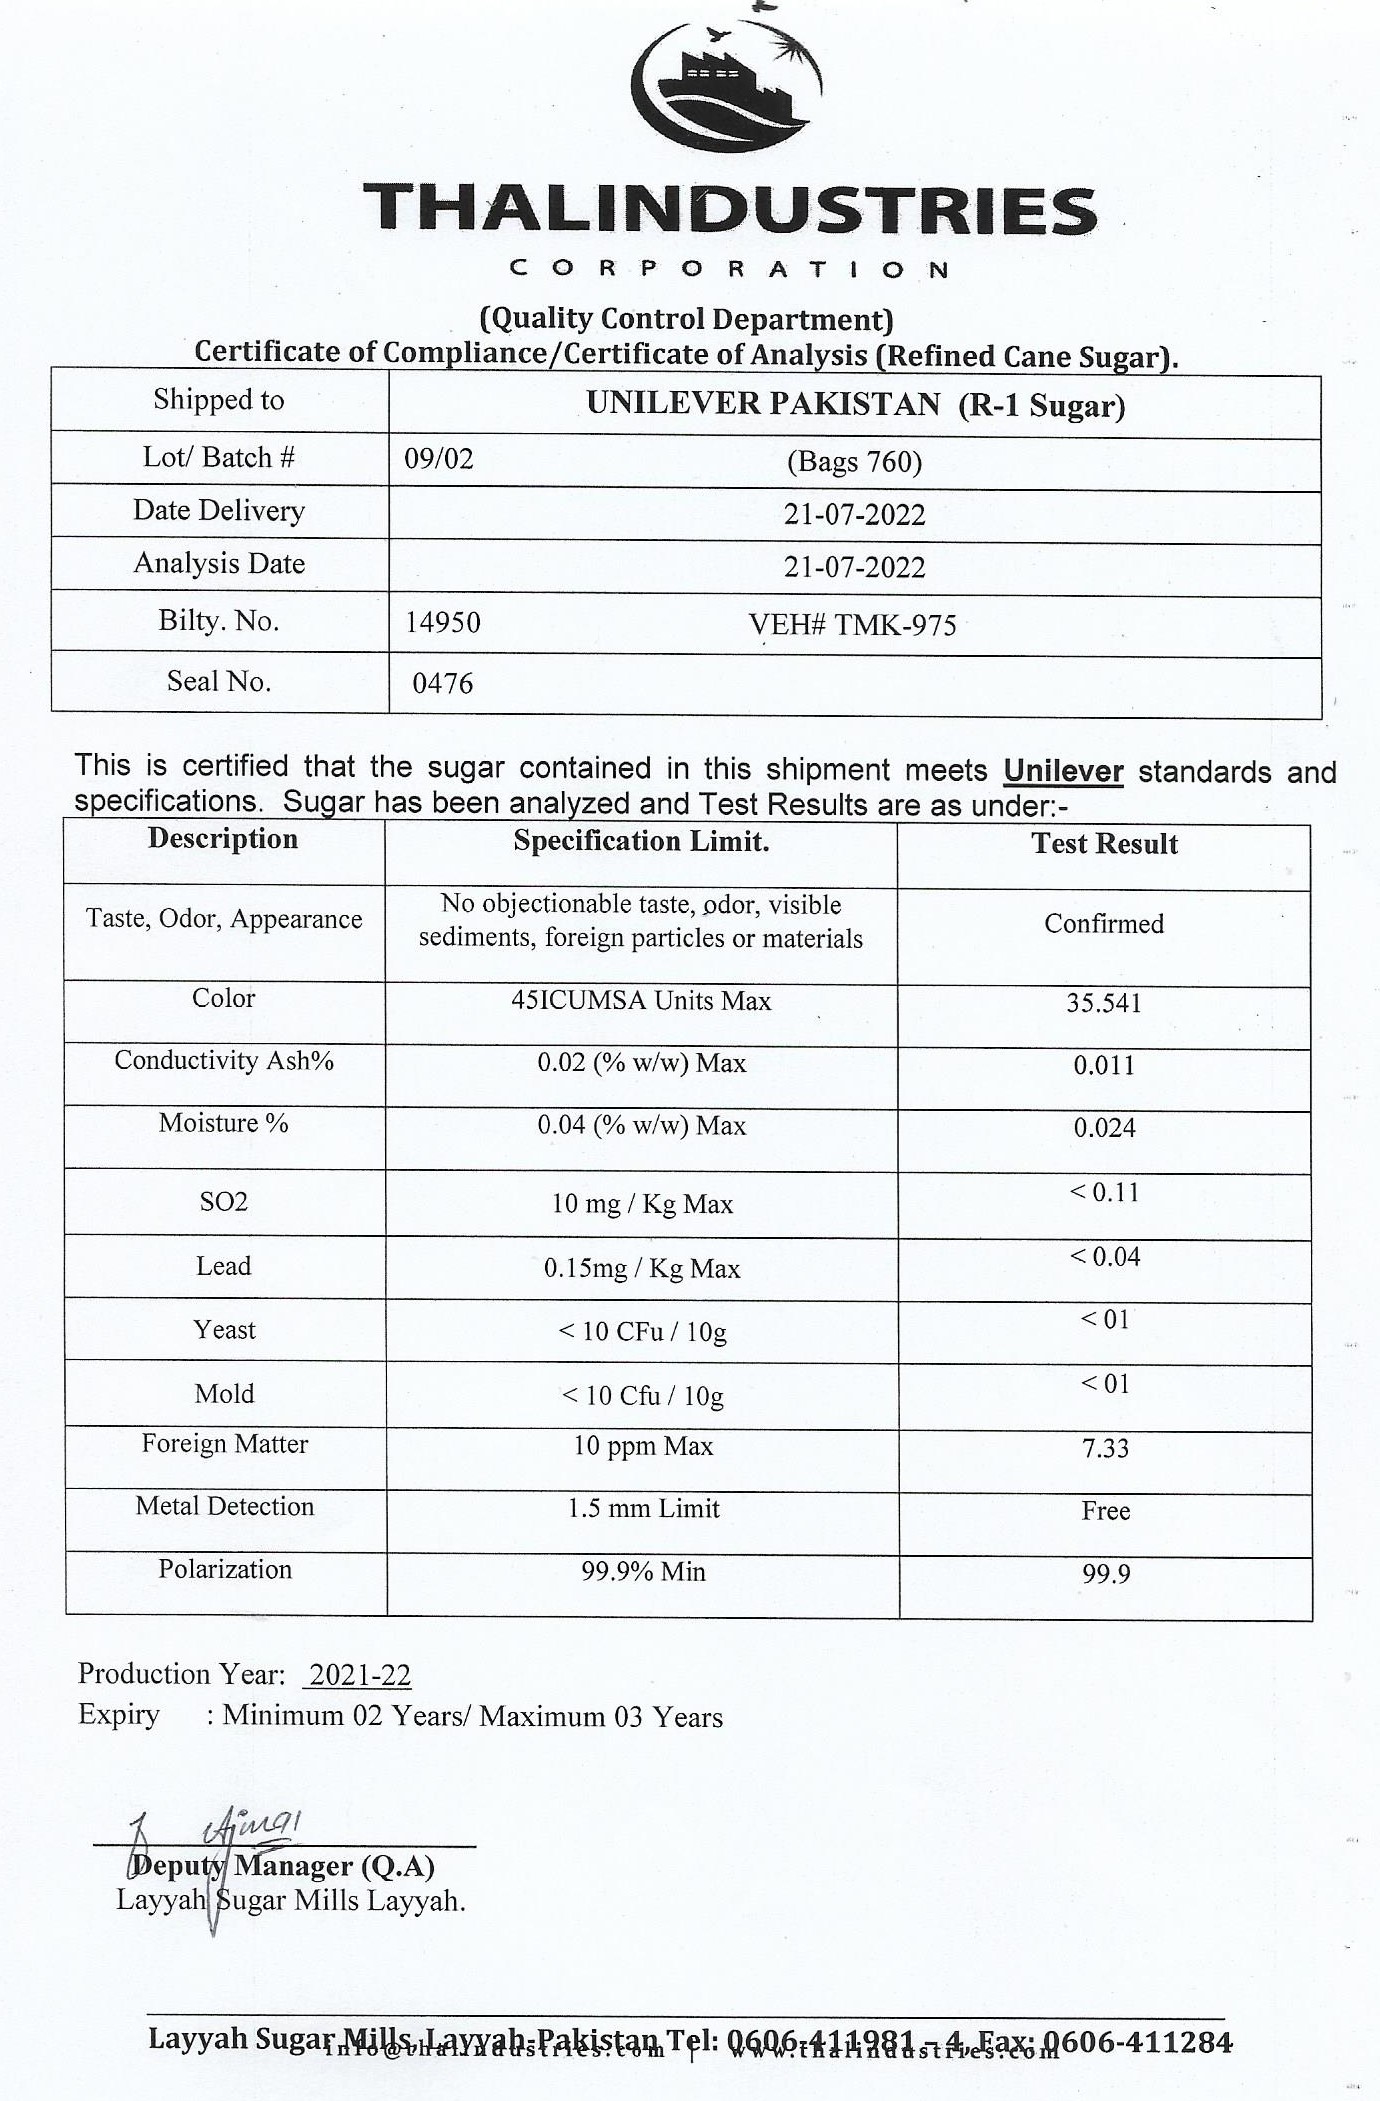 THALINDUSTRIES
CORPORATION
(Quality Control Department)
Certificate of Compliance/Certificate of Analysis (Refined Cane Sugar).
Shipped to UNILEVER PAKISTAN (R-1 Sugar)
Lot/ Batch # 09/02 (Bags 760)
Date Delivery 21-07-2022
Analysis Date 21-07-2022
Bilty. No. 14950 VEH# TMK-975
Seal No. 0476
This is certified that the sugar contained in this shipment meets Unilever standards and
specifications. Sugar has been analyzed and Test Results are as under:-
Description Specification Limit. Test Result
Taste, Odor, Appearance No objectionable taste, odor, visible
sediments, foreign particles or materials Confirmed
Color 45ICUMSA Units Max 35.541
Conductivity Ash% 0.02 (% w/w) Max 0.011
Moisture % 0.04 (% w/w) Max 0.024
SO2 10 mg / Kg Max < 0.11
Lead 0.15mg / Kg Max < 0.04
Yeast < 10 CFu / 10g < 01
Mold < 10 Cfu / 10g < 01
Foreign Matter 10 ppm Max 7.33
Metal Detection 1.5 mm Limit Free
Polarization 99.9% Min 99.9
Production Year: 2021-22
Expiry : Minimum 02 Years/ Maximum 03 Years
Ajmal
Deputy Manager (Q.A)
Layyah Sugar Mills Layyah.
Layyah Sugar Mills, Layyah-Pakistan Tel: 0606-411981 – 4, Fax: 0606-411284
info@thalindustries.com | www.thalindustries.com